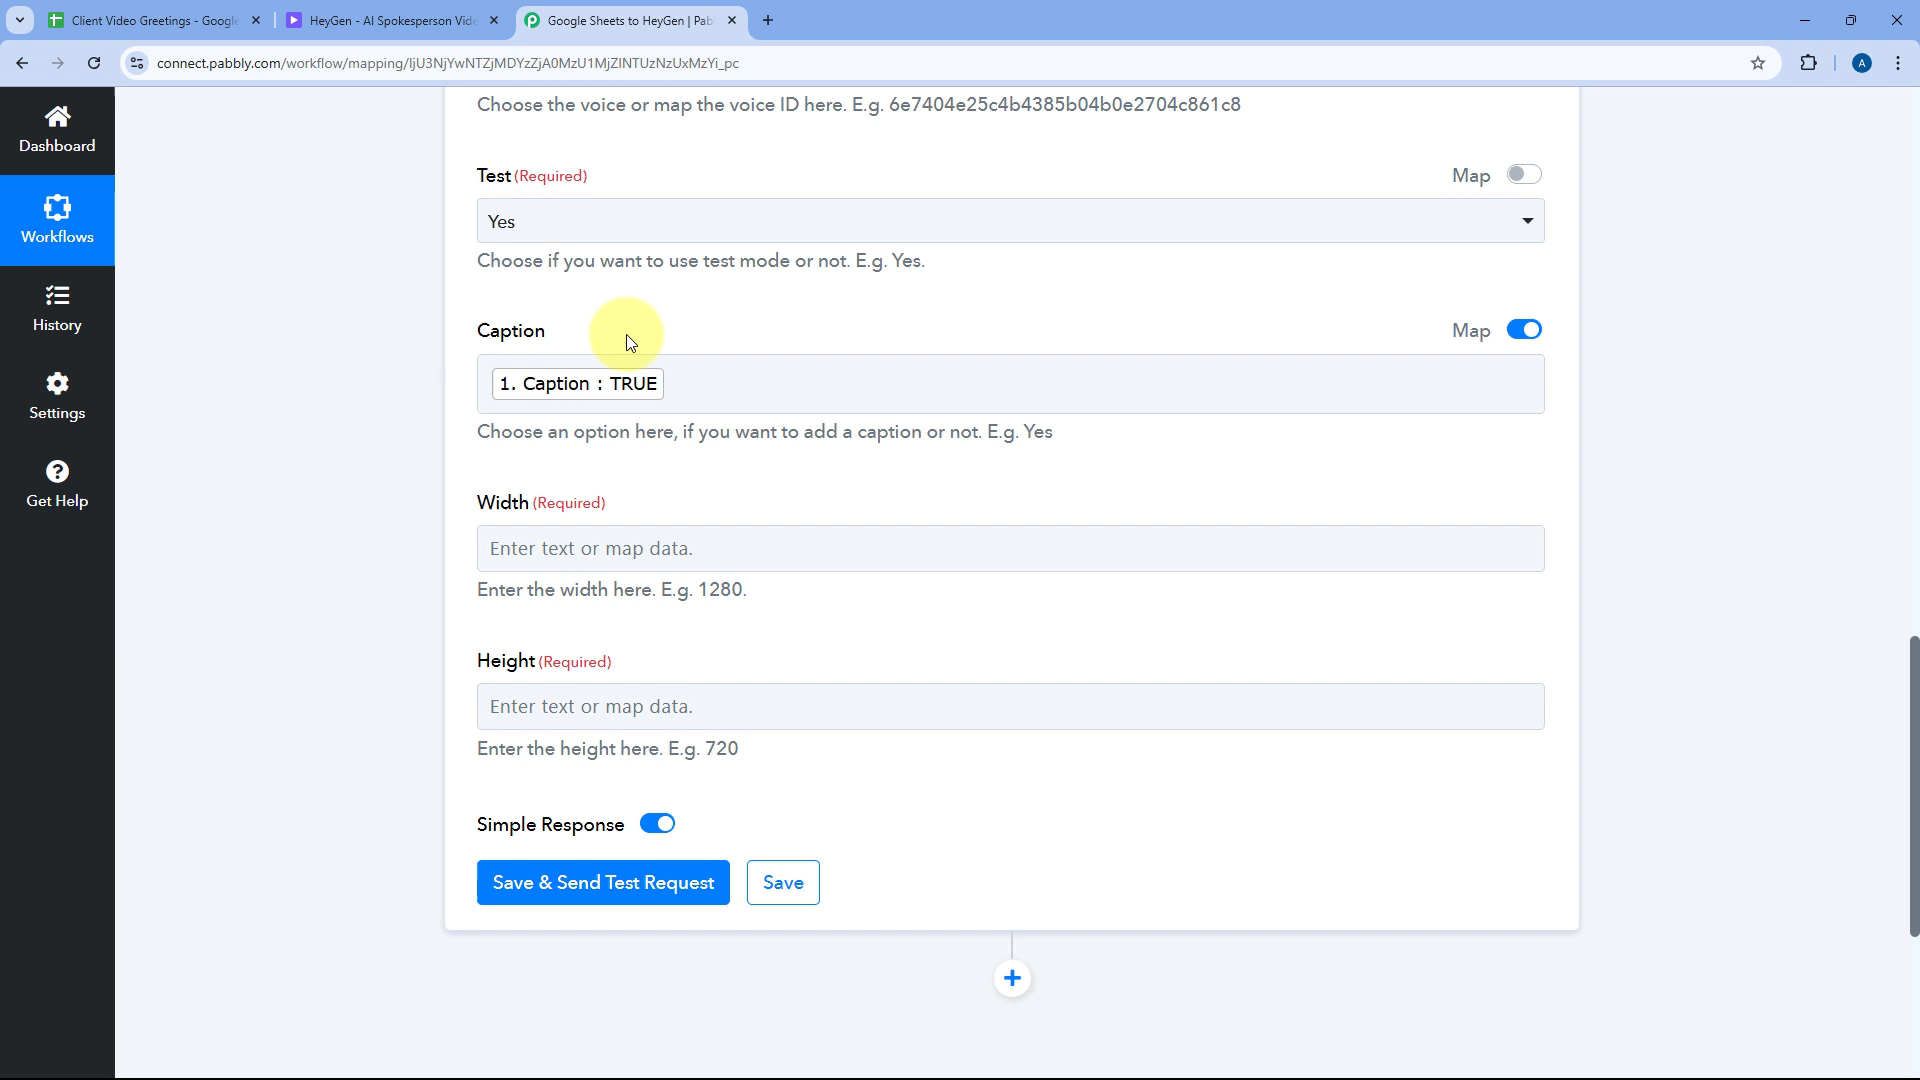 Client Video Greetings - Google
HeyGen - AI Spokesperson Vide
Google Sheets to HeyGen | Pab
connect.pabbly.com/workflow/mapping/IjU3NjYwNTZjMDYzZjA0MzU1MjZlNTUzNzUxMzYi_pc
A
Dashboard
Workflows
History
Settings
Get Help
Choose the voice or map the voice ID here. E.g. 6e7404e25c4b4385b04b0e2704c861c8
Test (Required)
Map
Yes
Choose if you want to use test mode or not. E.g. Yes.
Caption
Map
1. Caption : TRUE
Choose an option here, if you want to add a caption or not. E.g. Yes
Width (Required)
Enter text or map data.
Enter the width here. E.g. 1280.
Height (Required)
Enter text or map data.
Enter the height here. E.g. 720
Simple Response
Save & Send Test Request
Save